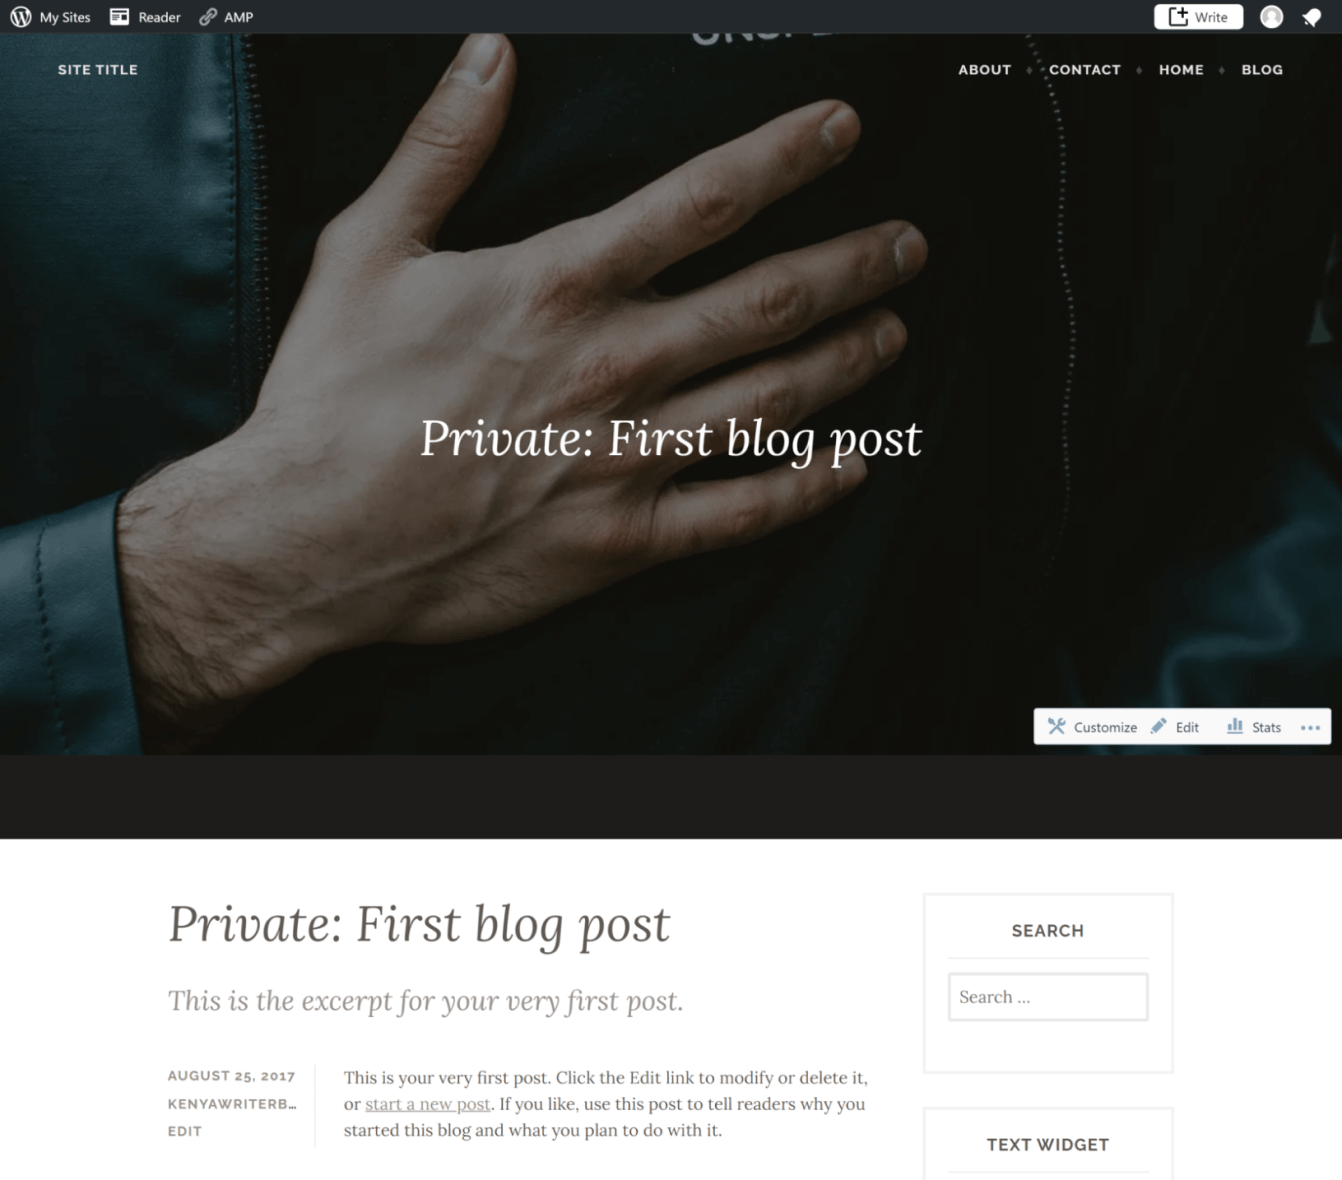 My Sites Reader AMP Write
SITE TITLE ABOUT CONTACT HOME BLOG
Private: First blog post
Customize Edit Stats
Private: First blog post
This is the excerpt for your very first post.
AUGUST 25, 2017
KENYAWRITERB...
EDIT
This is your very first post. Click the Edit link to modify or delete it,
or start a new post. If you like, use this post to tell readers why you
started this blog and what you plan to do with it.
SEARCH
Search ...
TEXT WIDGET